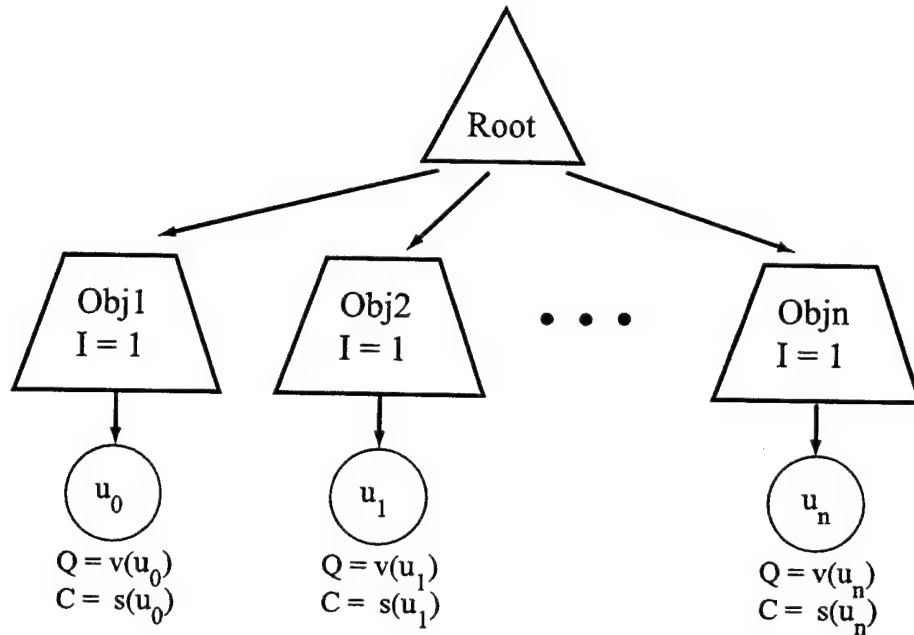 Root
Obj1
I = 1
Obj2
I = 1
• • •
Objn
I = 1
u₀
u₁
uₙ
Q = v(u₀)
C = s(u₀)
Q = v(u₁)
C = s(u₁)
Q = v(uₙ)
C = s(uₙ)